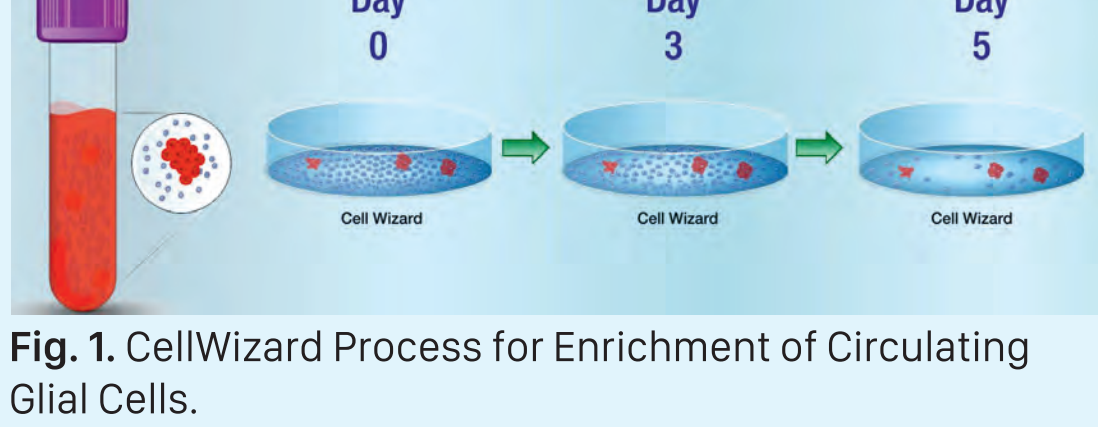 Day
Day
Day
0
3
5
Cell Wizard
Cell Wizard
Cell Wizard
Fig. 1. CellWizard Process for Enrichment of Circulating
Glial Cells.